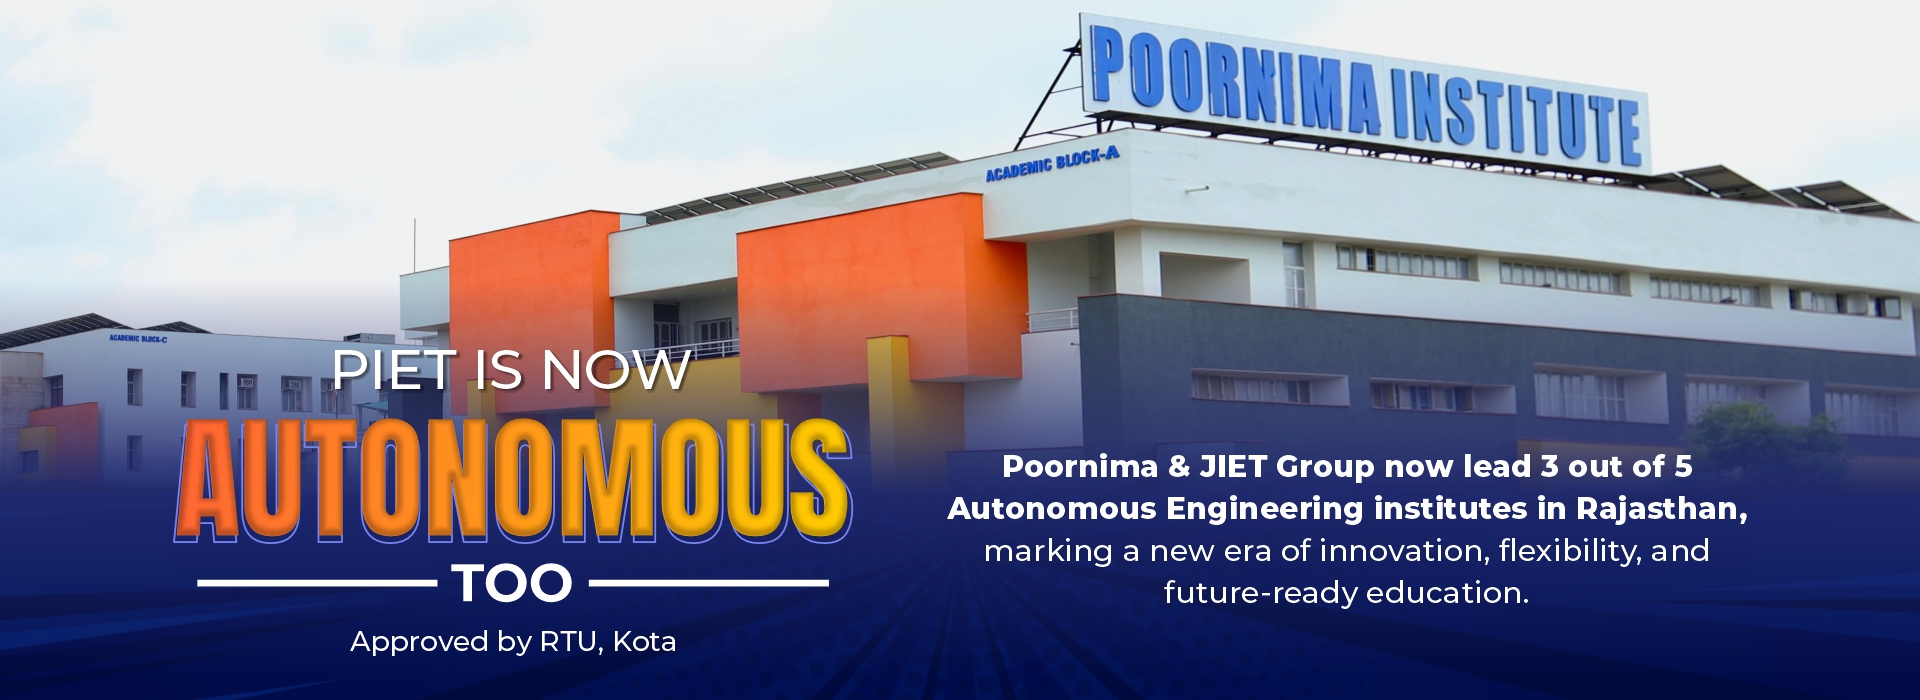 POORNIMA INSTITUTE
ACADEMIC BLOCK-A
ACADEMIC BLOCK-C
PIET IS NOW
AUTONOMOUS
TOO
Approved by RTU, Kota
Poornima & JIET Group now lead 3 out of 5
Autonomous Engineering institutes in Rajasthan,
marking a new era of innovation, flexibility, and
future-ready education.